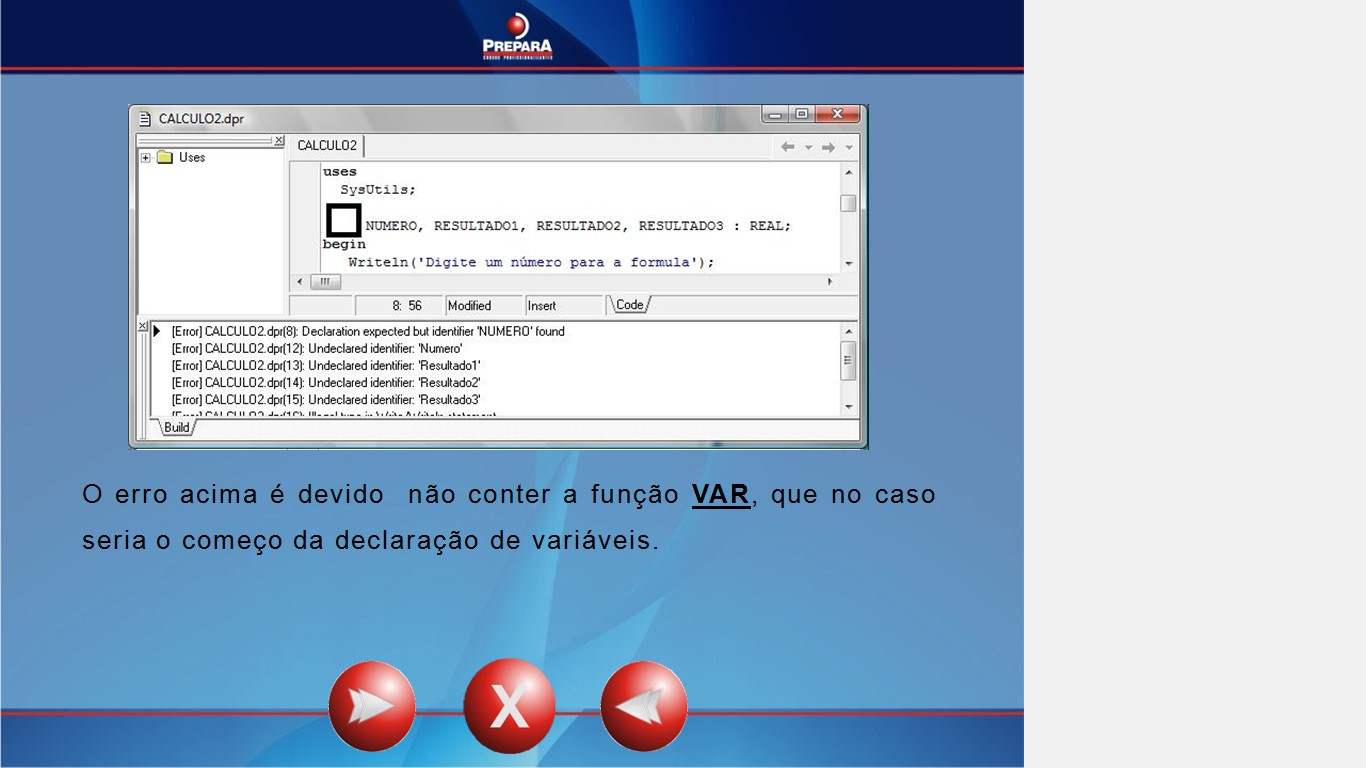 PREPARA
CURSOS PROFISSIONALIZANTES
CALCULO2.dpr
CALCULO2
Uses
uses
SysUtils;
NUMERO, RESULTADO1, RESULTADO2, RESULTADO3 : REAL;
begin
Writeln('Digite um número para a formula');
8: 56 Modified Insert Code
[Error] CALCULO2.dpr(8): Declaration expected but identifier 'NUMERO' found
[Error] CALCULO2.dpr(12): Undeclared identifier: 'Numero'
[Error] CALCULO2.dpr(13): Undeclared identifier: 'Resultado1'
[Error] CALCULO2.dpr(14): Undeclared identifier: 'Resultado2'
[Error] CALCULO2.dpr(15): Undeclared identifier: 'Resultado3'
Build
O erro acima é devido não conter a função VAR, que no caso
seria o começo da declaração de variáveis.
X